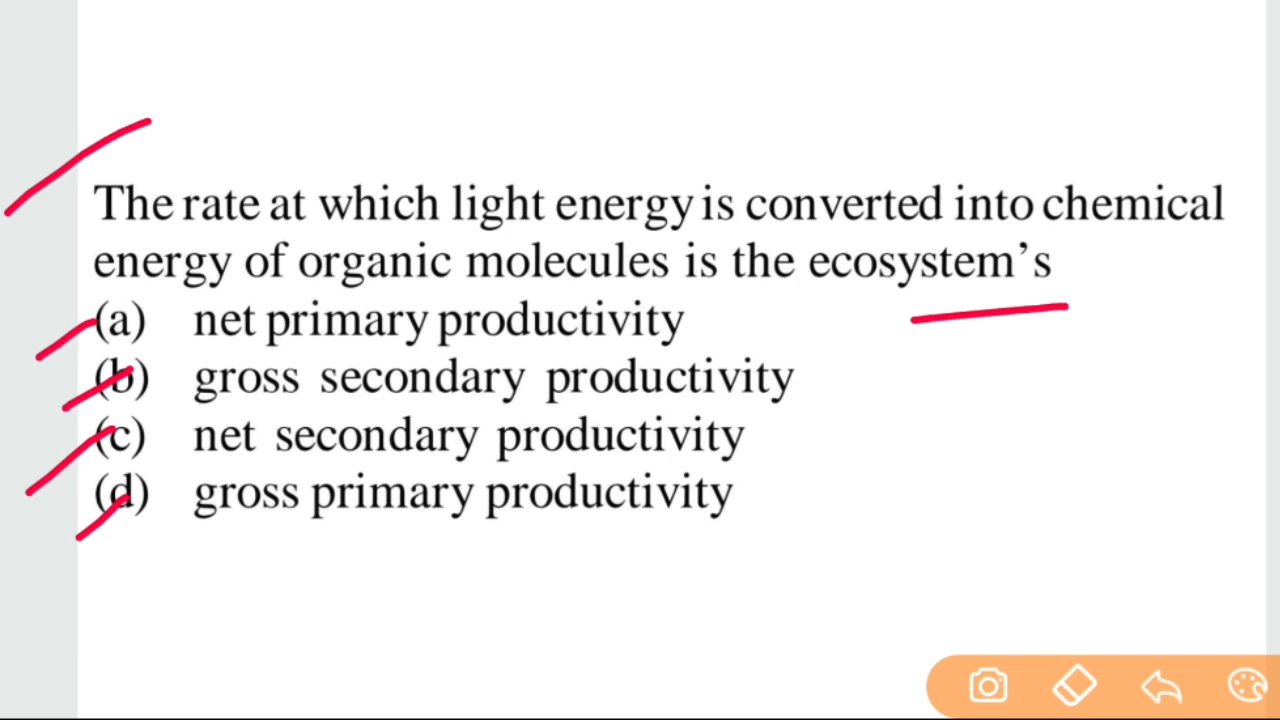 The rate at which light energy is converted into chemical
energy of organic molecules is the ecosystem’s
(a) net primary productivity
(b) gross secondary productivity
(c) net secondary productivity
(d) gross primary productivity